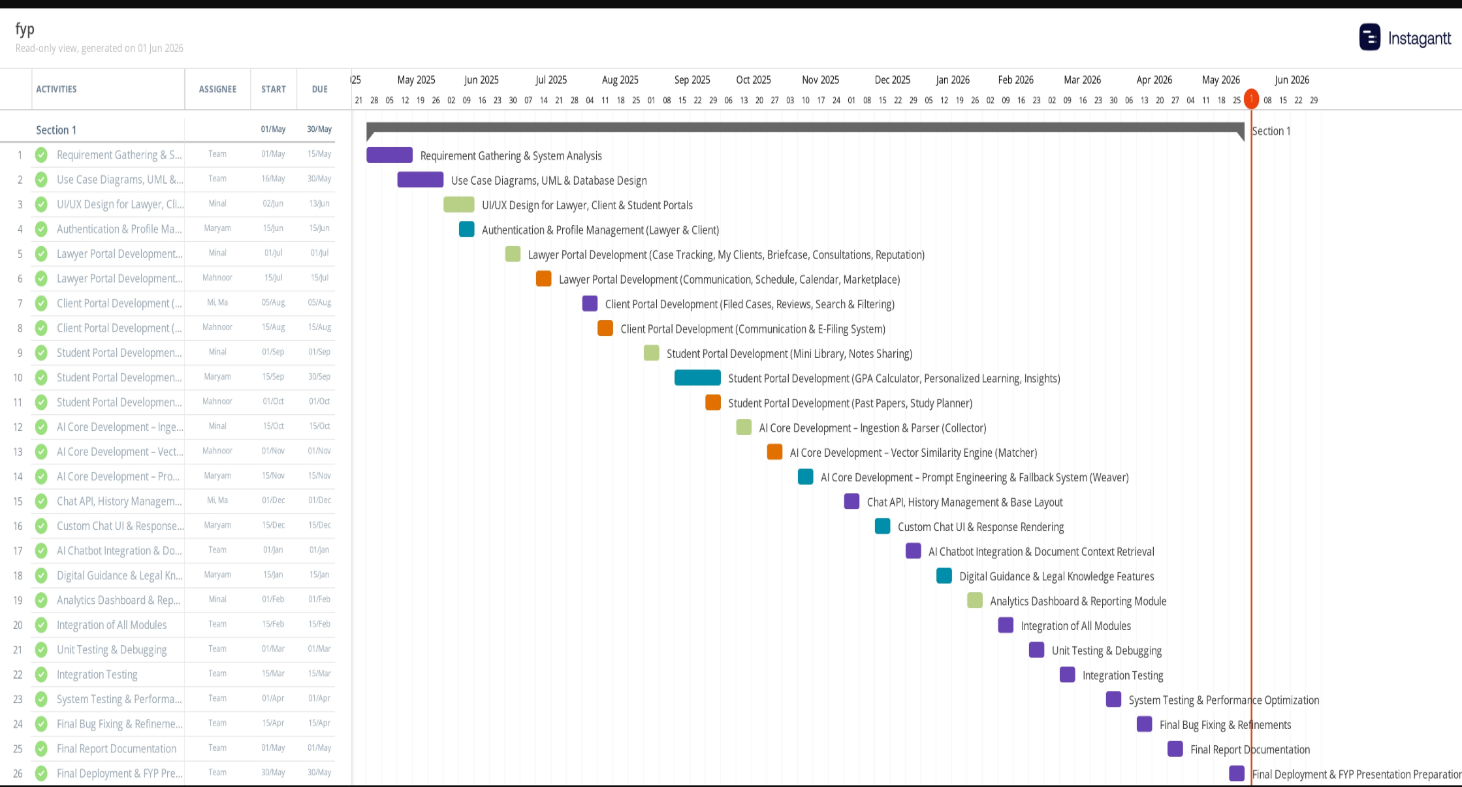 fyp
Read-only view, generated on 01 Jun 2026
Instagantt
ACTIVITIES ASSIGNEE START DUE
25 May 2025 Jun 2025 Jul 2025 Aug 2025 Sep 2025 Oct 2025 Nov 2025 Dec 2025 Jan 2026 Feb 2026 Mar 2026 Apr 2026 May 2026 Jun 2026
21 28 05 12 19 26 02 09 16 23 30 07 14 21 28 04 11 18 25 01 08 15 22 29 06 13 20 27 03 10 17 24 01 08 15 22 29 05 12 19 26 02 09 16 23 02 09 16 23 30 06 13 20 27 04 11 18 25 1 08 15 22 29
Section 1 01/May 30/May Section 1
1 Requirement Gathering & S... Team 01/May 15/May Requirement Gathering & System Analysis
2 Use Case Diagrams, UML &... Team 16/May 30/May Use Case Diagrams, UML & Database Design
3 UI/UX Design for Lawyer, Cli... Minal 02/Jun 13/Jun UI/UX Design for Lawyer, Client & Student Portals
4 Authentication & Profile Ma... Maryam 15/Jun 15/Jun Authentication & Profile Management (Lawyer & Client)
5 Lawyer Portal Development... Minal 01/Jul 01/Jul Lawyer Portal Development (Case Tracking, My Clients, Briefcase, Consultations, Reputation)
6 Lawyer Portal Development... Mahnoor 15/Jul 15/Jul Lawyer Portal Development (Communication, Schedule, Calendar, Marketplace)
7 Client Portal Development (... Mi, Ma 05/Aug 05/Aug Client Portal Development (Filed Cases, Reviews, Search & Filtering)
8 Client Portal Development (... Mahnoor 15/Aug 15/Aug Client Portal Development (Communication & E-Filing System)
9 Student Portal Developmen... Minal 01/Sep 01/Sep Student Portal Development (Mini Library, Notes Sharing)
10 Student Portal Developmen... Maryam 15/Sep 30/Sep Student Portal Development (GPA Calculator, Personalized Learning, Insights)
11 Student Portal Developmen... Mahnoor 01/Oct 01/Oct Student Portal Development (Past Papers, Study Planner)
12 AI Core Development – Inge... Minal 15/Oct 15/Oct AI Core Development – Ingestion & Parser (Collector)
13 AI Core Development – Vect... Mahnoor 01/Nov 01/Nov AI Core Development – Vector Similarity Engine (Matcher)
14 AI Core Development – Pro... Maryam 15/Nov 15/Nov AI Core Development – Prompt Engineering & Fallback System (Weaver)
15 Chat API, History Managem... Mi, Ma 01/Dec 01/Dec Chat API, History Management & Base Layout
16 Custom Chat UI & Response... Maryam 15/Dec 15/Dec Custom Chat UI & Response Rendering
17 AI Chatbot Integration & Do... Team 01/Jan 01/Jan AI Chatbot Integration & Document Context Retrieval
18 Digital Guidance & Legal Kn... Maryam 15/Jan 15/Jan Digital Guidance & Legal Knowledge Features
19 Analytics Dashboard & Rep... Minal 01/Feb 01/Feb Analytics Dashboard & Reporting Module
20 Integration of All Modules Team 15/Feb 15/Feb Integration of All Modules
21 Unit Testing & Debugging Team 01/Mar 01/Mar Unit Testing & Debugging
22 Integration Testing Team 15/Mar 15/Mar Integration Testing
23 System Testing & Performa... Team 01/Apr 01/Apr System Testing & Performance Optimization
24 Final Bug Fixing & Refineme... Team 15/Apr 15/Apr Final Bug Fixing & Refinements
25 Final Report Documentation Team 01/May 01/May Final Report Documentation
26 Final Deployment & FYP Pre... Team 30/May 30/May Final Deployment & FYP Presentation Preparation